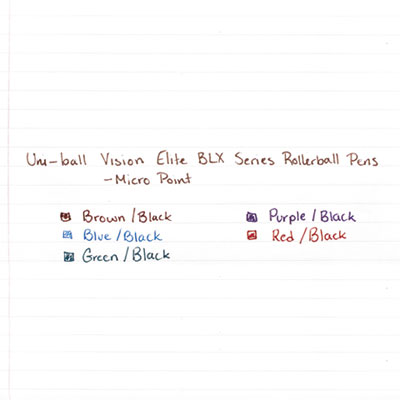 Uni-ball Vision Elite BLX Series Rollerball Pens
-Micro Point
Brown/Black
Blue/Black
Green/Black
Purple/Black
Red/Black